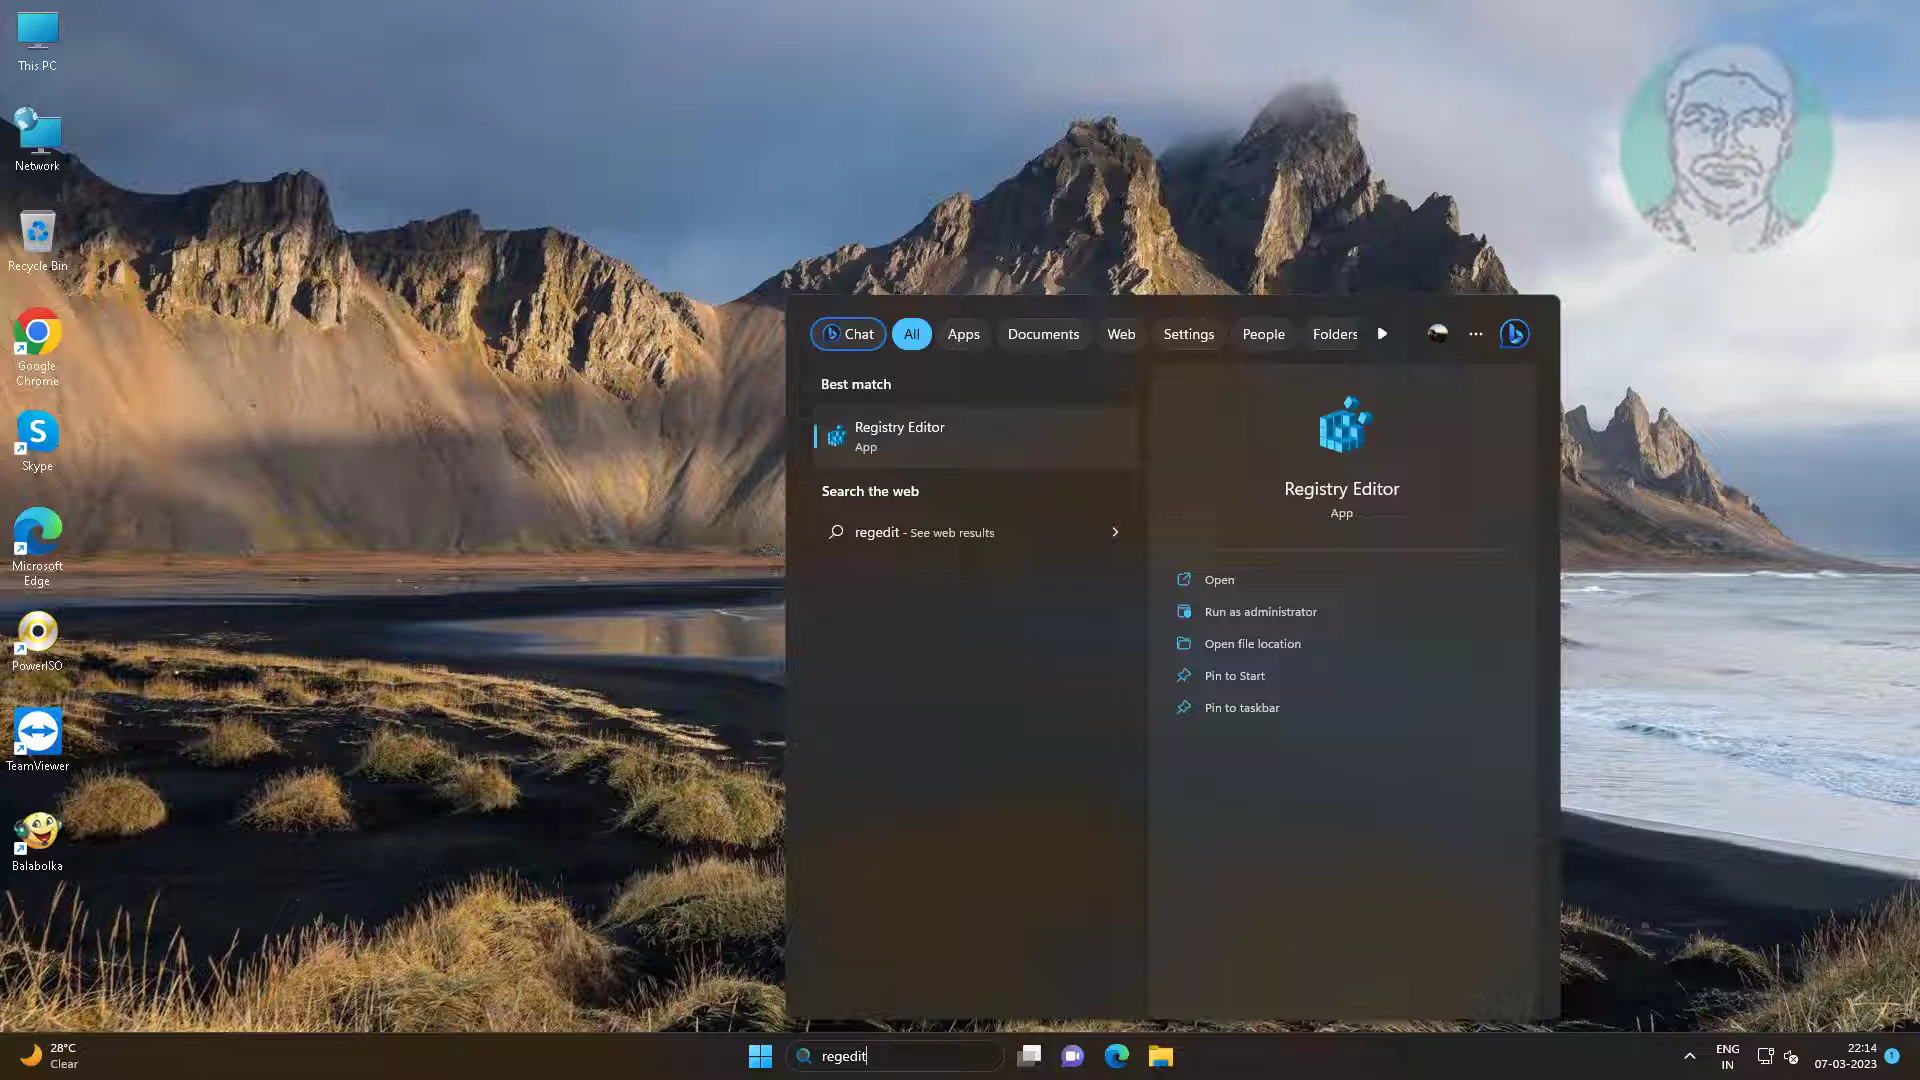 This PC
Network
Recycle Bin
Google
Chrome
Skype
Microsoft
Edge
PowerISO
TeamViewer
Balabolka
Chat
All
Apps
Documents
Web
Settings
People
Folders
Best match
Registry Editor
App
Search the web
regedit - See web results
Registry Editor
App
Open
Run as administrator
Open file location
Pin to Start
Pin to taskbar
28°C
Clear
regedit
ENG
IN
22:14
07-03-2023
1